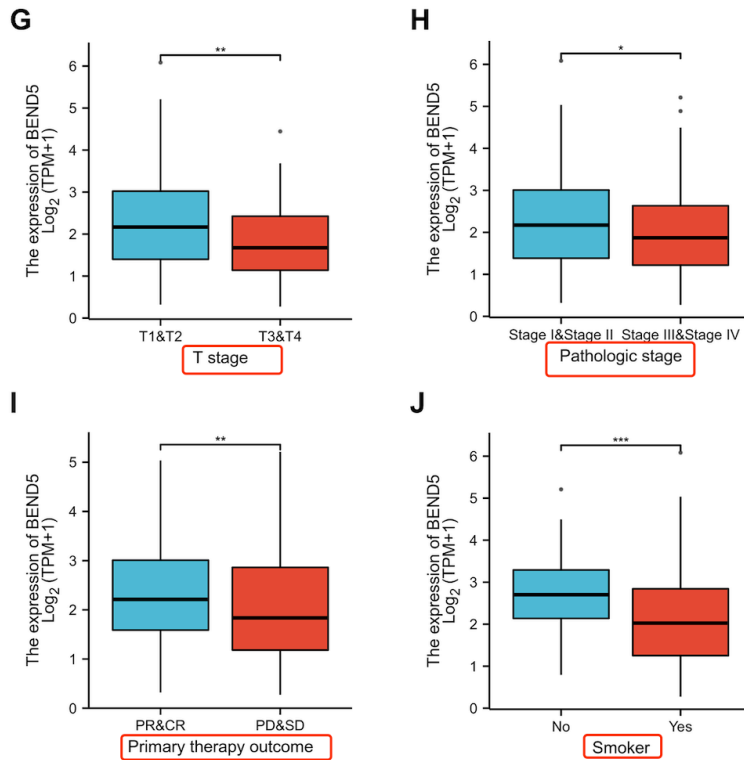 G
**
The expression of BEND5
Log2 (TPM+1)
6
5
4
3
2
1
0
T1&T2
T3&T4
T stage
H
*
The expression of BEND5
Log2 (TPM+1)
6
5
4
3
2
1
0
Stage I&Stage II
Stage III&Stage IV
Pathologic stage
I
**
The expression of BEND5
Log2 (TPM+1)
5
4
3
2
1
0
PR&CR
PD&SD
Primary therapy outcome
J
***
The expression of BEND5
Log2 (TPM+1)
6
5
4
3
2
1
0
No
Yes
Smoker